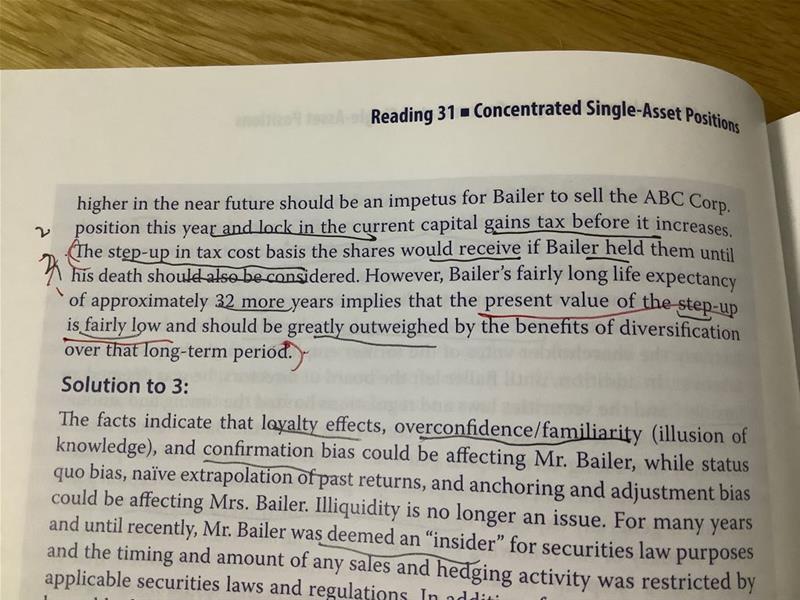 Reading 31 ■ Concentrated Single-Asset Positions
higher in the near future should be an impetus for Bailer to sell the ABC Corp.
position this year and lock in the current capital gains tax before it increases.
The step-up in tax cost basis the shares would receive if Bailer held them until
his death should also be considered. However, Bailer's fairly long life expectancy
of approximately 32 more years implies that the present value of the step-up
is fairly low and should be greatly outweighed by the benefits of diversification
over that long-term period.
Solution to 3:
The facts indicate that loyalty effects, overconfidence/familiarity (illusion of
knowledge), and confirmation bias could be affecting Mr. Bailer, while status
quo bias, naïve extrapolation of past returns, and anchoring and adjustment bias
could be affecting Mrs. Bailer. Illiquidity is no longer an issue. For many years
and until recently, Mr. Bailer was deemed an “insider” for securities law purposes
and the timing and amount of any sales and hedging activity was restricted by
applicable securities laws and regulations. In addition,